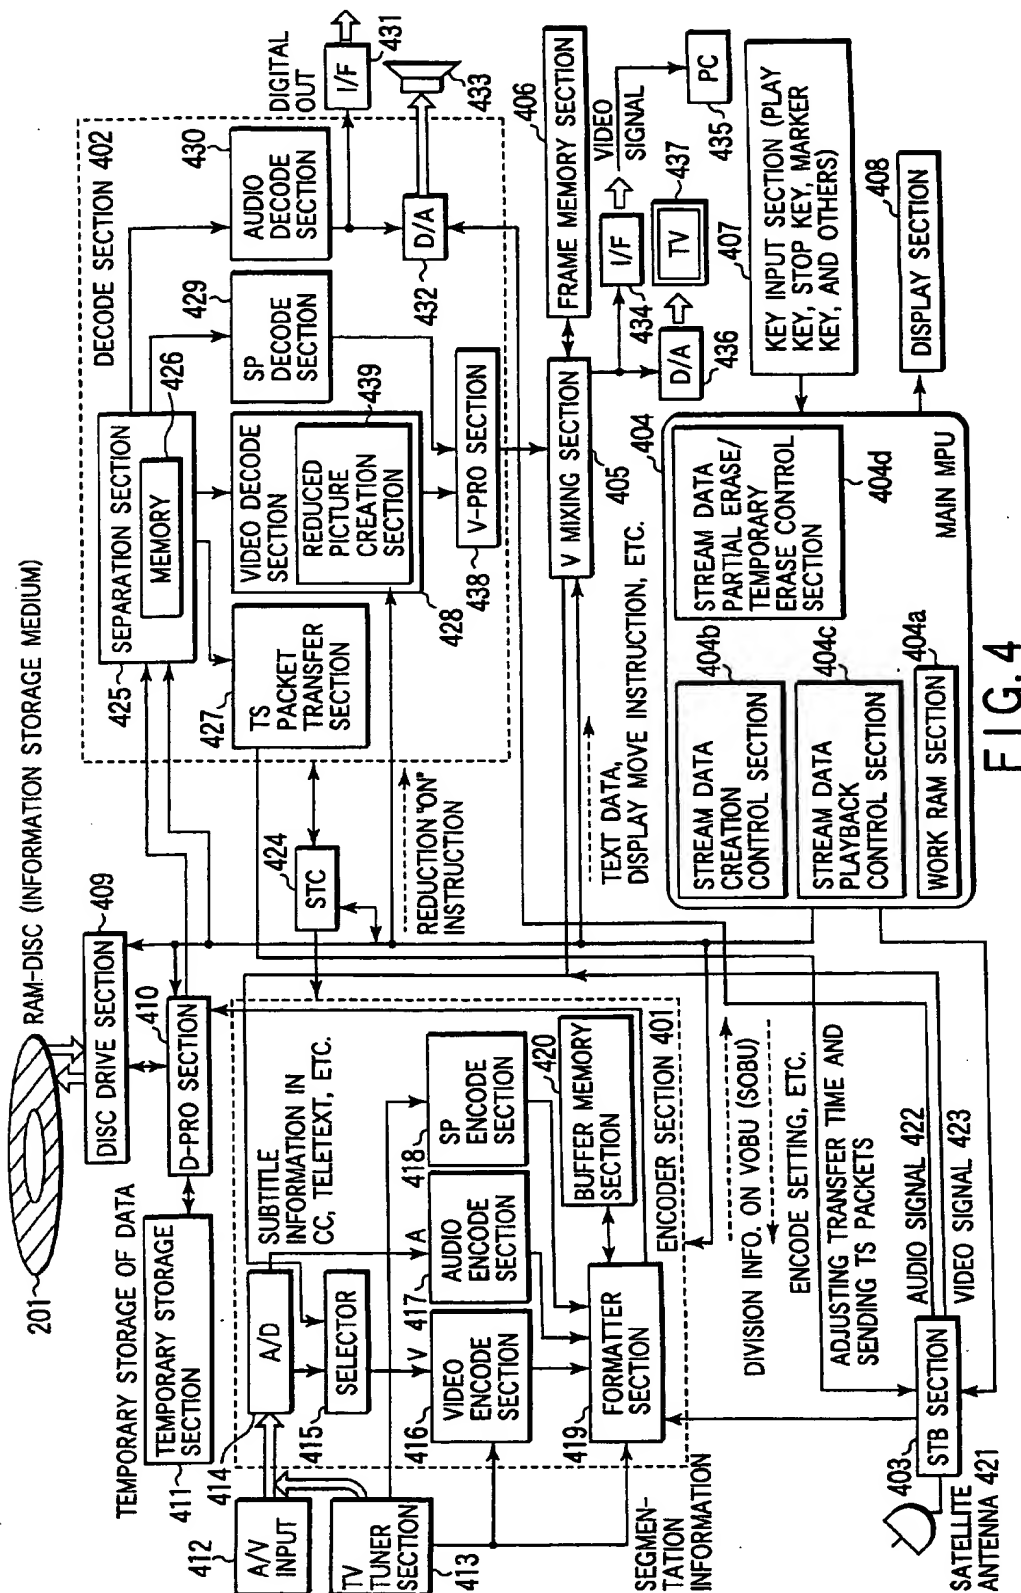 RAM-DISC (INFORMATION STORAGE MEDIUM)
201
TEMPORARY STORAGE OF DATA
TEMPORARY STORAGE
SECTION
411
DISC DRIVE SECTION
409
D-PRO SECTION
410
A/V
INPUT
412
TV
TUNER
SECTION
413
414
A/D
415
SELECTOR
SUBTITLE
INFORMATION IN
CC, TELETEXT, ETC.
V
A
416
VIDEO
ENCODE
SECTION
417
AUDIO
ENCODE
SECTION
418
SP
ENCODE
SECTION
419
FORMATTER
SECTION
420
BUFFER MEMORY
SECTION
ENCODER SECTION 401
SEGMEN-
TATION
INFORMATION
424
STC
REDUCTION "ON"
INSTRUCTION
DECODE SECTION 402
425
SEPARATION SECTION
MEMORY
426
427
TS
PACKET
TRANSFER
SECTION
VIDEO DECODE
SECTION
REDUCED
PICTURE
CREATION
SECTION
439
428
SP
DECODE
SECTION
429
AUDIO
DECODE
SECTION
430
D/A
432
V-PRO SECTION
438
DIGITAL
OUT
I/F
431
433
TEXT DATA,
DISPLAY MOVE INSTRUCTION, ETC.
V MIXING SECTION
405
FRAME MEMORY SECTION
406
I/F
434
VIDEO
SIGNAL
PC
435
D/A
436
TV
437
DIVISION INFO. ON VOBU (SOBU)
ENCODE SETTING, ETC.
ADJUSTING TRANSFER TIME AND
SENDING TS PACKETS
AUDIO SIGNAL 422
VIDEO SIGNAL 423
403
STB SECTION
SATELLITE
ANTENNA 421
404
STREAM DATA
CREATION
CONTROL SECTION
404b
STREAM DATA
PLAYBACK
CONTROL SECTION
404c
WORK RAM SECTION
404a
STREAM DATA
PARTIAL ERASE/
TEMPORARY
ERASE CONTROL
SECTION
404d
MAIN MPU
407
KEY INPUT SECTION (PLAY
KEY, STOP KEY, MARKER
KEY, AND OTHERS)
DISPLAY SECTION
408
FIG. 4